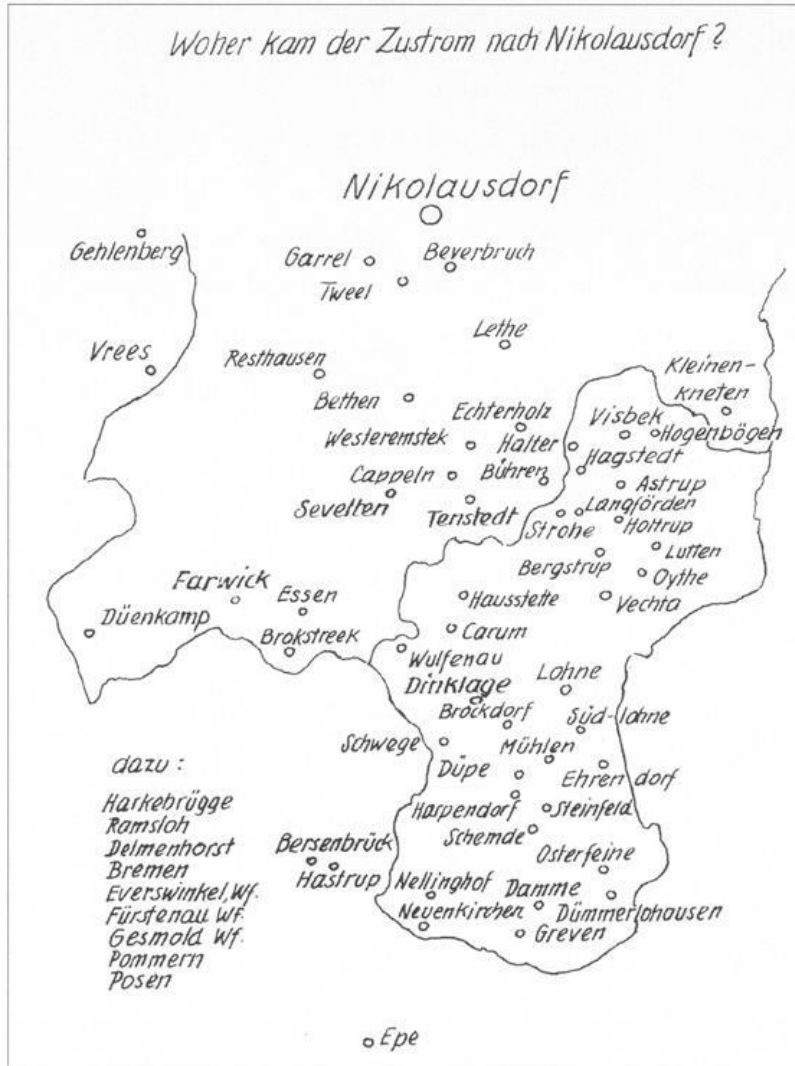 Woher kam der Zustrom nach Nikolausdorf?
Nikolausdorf
Gehlenberg
Garrel
Beverbruch
Tweel
Lethe
Vrees
Resthausen
Kleinen-
kneten
Bethen
Echterholz
Visbek
Westeremstek
Halter
Hogenbögen
Hagstedt
Cappeln
Bühren
Astrup
Sevelten
Tenstedt
Langförden
Strohe
Holtrup
Lutten
Bergstrup
Oythe
Farwick
Essen
Hausstette
Vechta
Düenkamp
Carum
Brokstreek
Wulfenau
Lohne
Dinklage
Brockdorf
Süd-lohne
Schwege
Mühlen
Düpe
Ehrendorf
Harpendorf
Steinfeld
Schemde
Osterfeine
Bersenbrück
Hastrup
Nellinghof
Damme
Dümmerlohausen
Neuenkirchen
Greven
dazu:
Harkebrügge
Ramsloh
Delmenhorst
Bremen
Everswinkel, Wf.
Fürstenau Wf.
Gesmold Wf.
Pommern
Posen
Epe